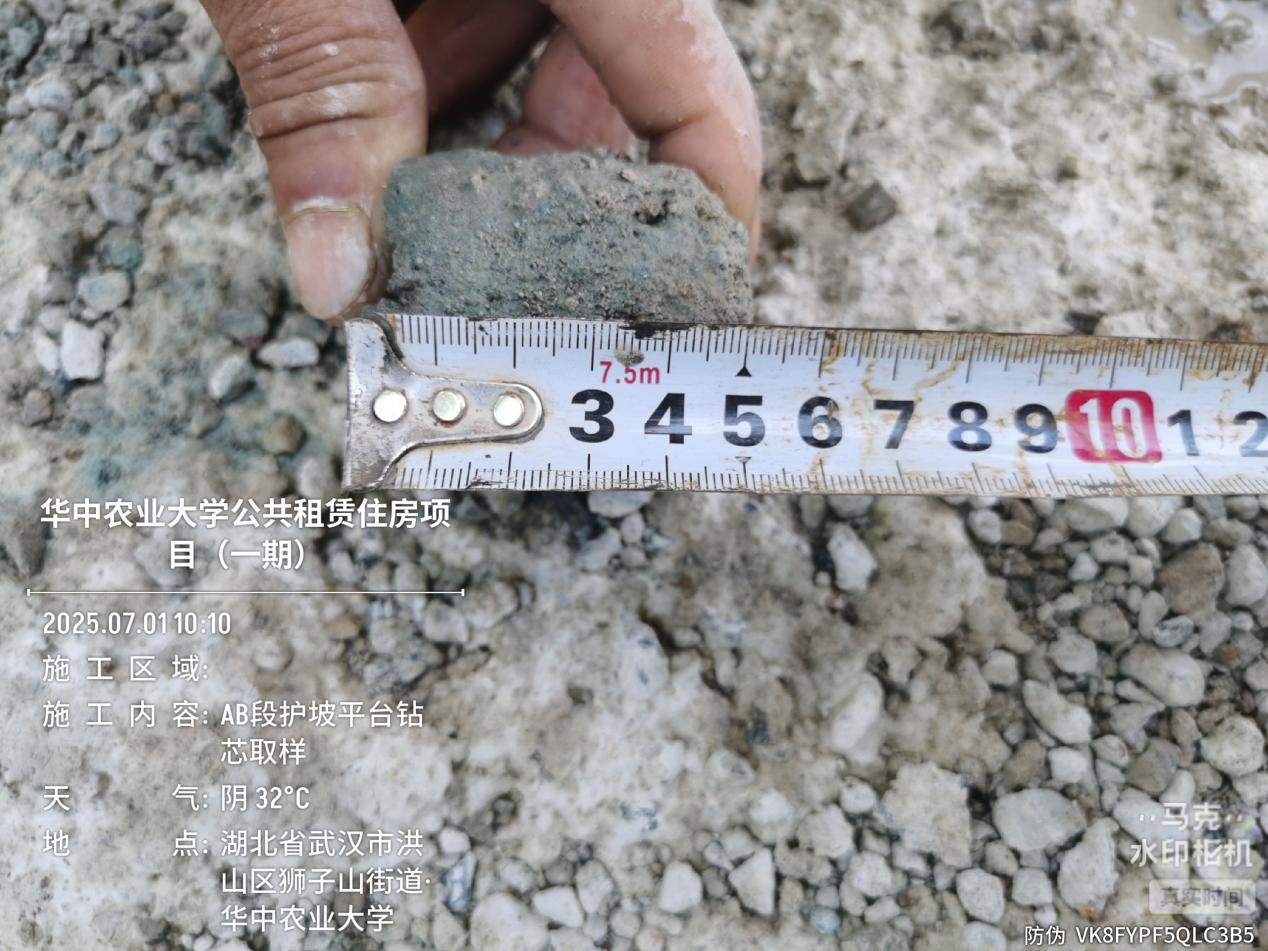 7.5m
3 4 5 6 7 8 9 10 1 2
华中农业大学公共租赁住房项
目（一期）
2025.07.01 10:10
施工区域:
施工内容: AB段护坡平台钻
芯取样
天气: 阴 32°C
地点: 湖北省武汉市洪
山区狮子山街道·
华中农业大学
马克
水印相机
真实时间
防伪 VK8FYPF5QLC3B5